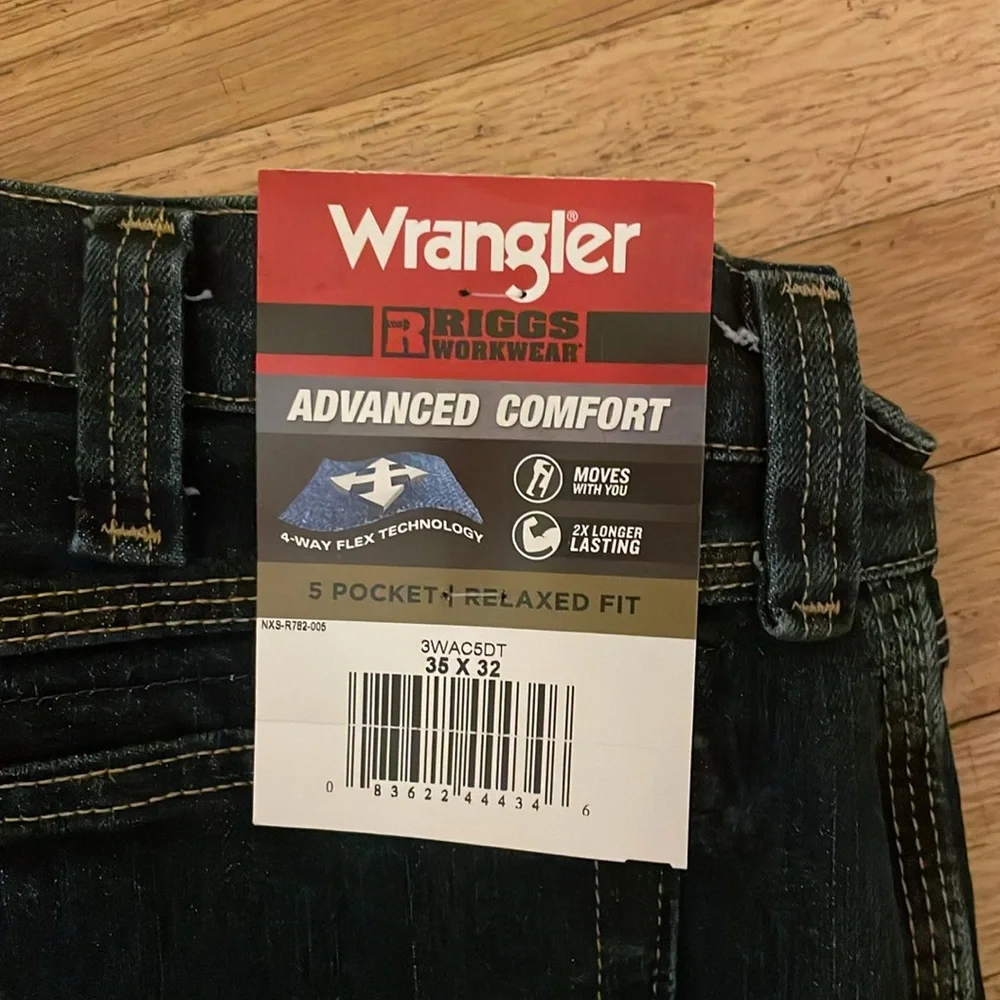 Wrangler®
R RIGGS
WORKWEAR
ADVANCED COMFORT
4-WAY FLEX TECHNOLOGY
MOVES
WITH YOU
2X LONGER
LASTING
5 POCKET | RELAXED FIT
NXS-R782-005
3WAC5DT
35 X 32
0 83622 44434 6